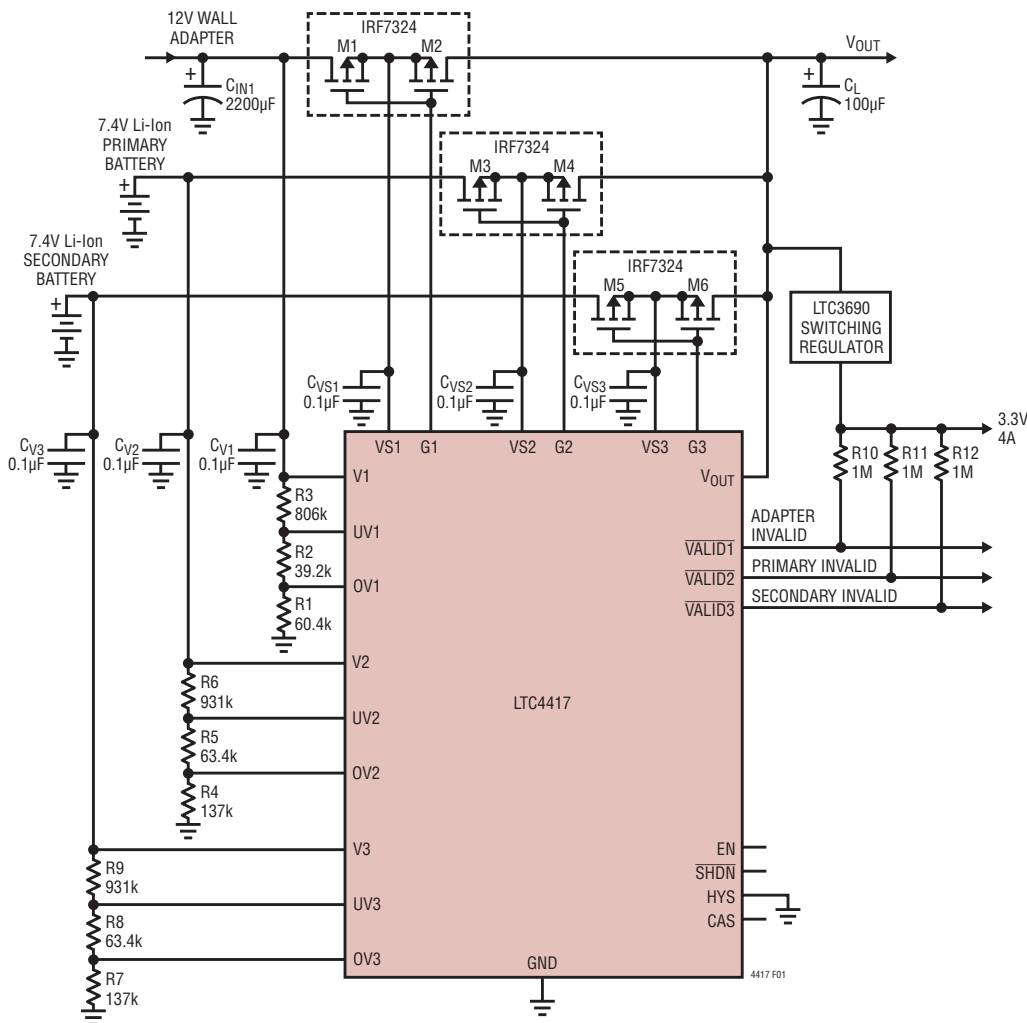 12V WALL
ADAPTER
IRF7324
M1
M2
VOUT
+
CIN1
2200µF
+
CL
100µF
7.4V Li-Ion
PRIMARY
BATTERY
+
IRF7324
M3
M4
7.4V Li-Ion
SECONDARY
BATTERY
+
IRF7324
M5
M6
LTC3690
SWITCHING
REGULATOR
CVS1
0.1µF
CVS2
0.1µF
CVS3
0.1µF
3.3V
4A
CV3
0.1µF
CV2
0.1µF
CV1
0.1µF
VS1
G1
VS2
G2
VS3
G3
R10
1M
R11
1M
R12
1M
V1
VOUT
R3
806k
UV1
ADAPTER
INVALID
VALID1
R2
39.2k
PRIMARY INVALID
VALID2
OV1
SECONDARY INVALID
VALID3
R1
60.4k
V2
R6
931k
LTC4417
UV2
R5
63.4k
OV2
R4
137k
V3
EN
R9
931k
SHDN
UV3
HYS
CAS
R8
63.4k
OV3
GND
4417 F01
R7
137k